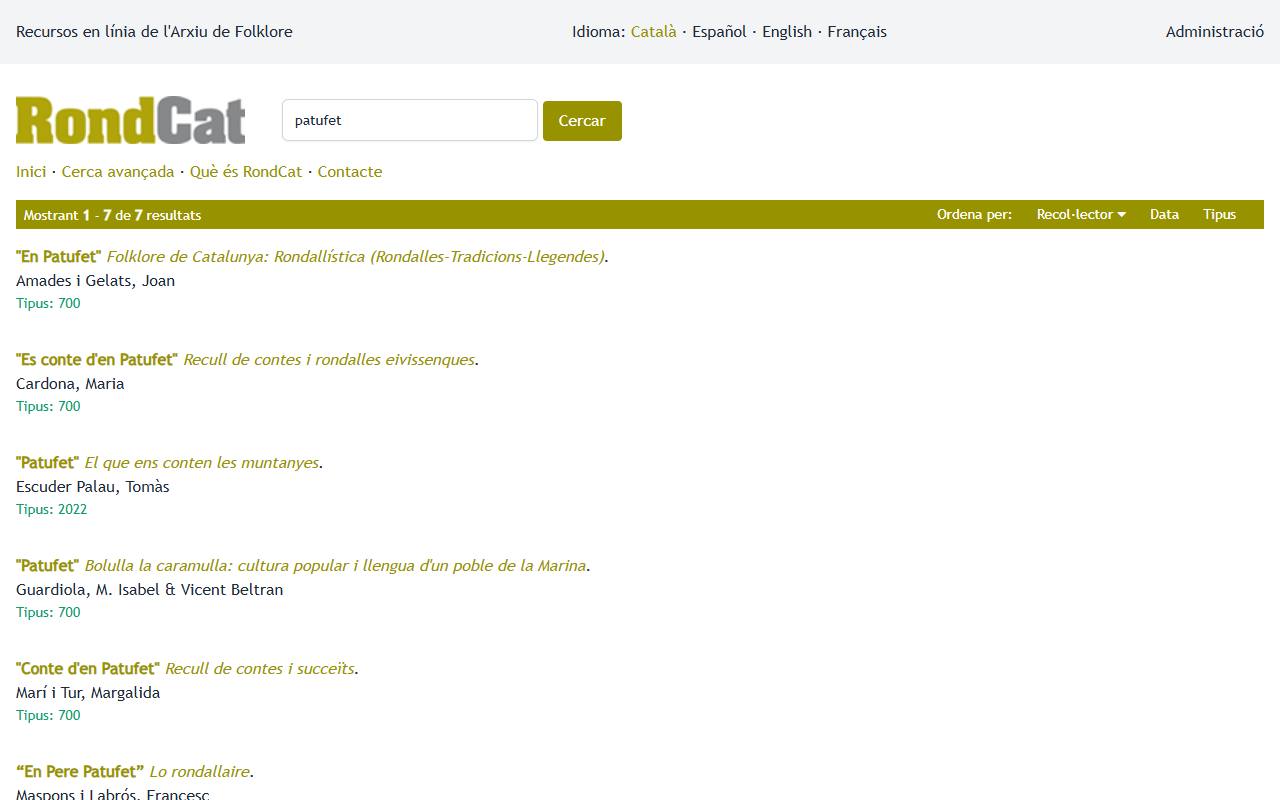 Recursos en línia de l'Arxiu de Folklore
Idioma: Català · Español · English · Français
Administració
RondCat
patufet
Cercar
Inici · Cerca avançada · Què és RondCat · Contacte
Mostrant 1 - 7 de 7 resultats
Ordena per: Recol·lector Data Tipus
"En Patufet" Folklore de Catalunya: Rondallística (Rondalles-Tradicions-Llegendes).
Amades i Gelats, Joan
Tipus: 700
"Es conte d'en Patufet" Recull de contes i rondalles eivissenques.
Cardona, Maria
Tipus: 700
"Patufet" El que ens conten les muntanyes.
Escuder Palau, Tomàs
Tipus: 2022
"Patufet" Bolulla la caramulla: cultura popular i llengua d'un poble de la Marina.
Guardiola, M. Isabel & Vicent Beltran
Tipus: 700
"Conte d'en Patufet" Recull de contes i succeïts.
Marí i Tur, Margalida
Tipus: 700
“En Pere Patufet” Lo rondallaire.
Maspons i Labrós, Francesc